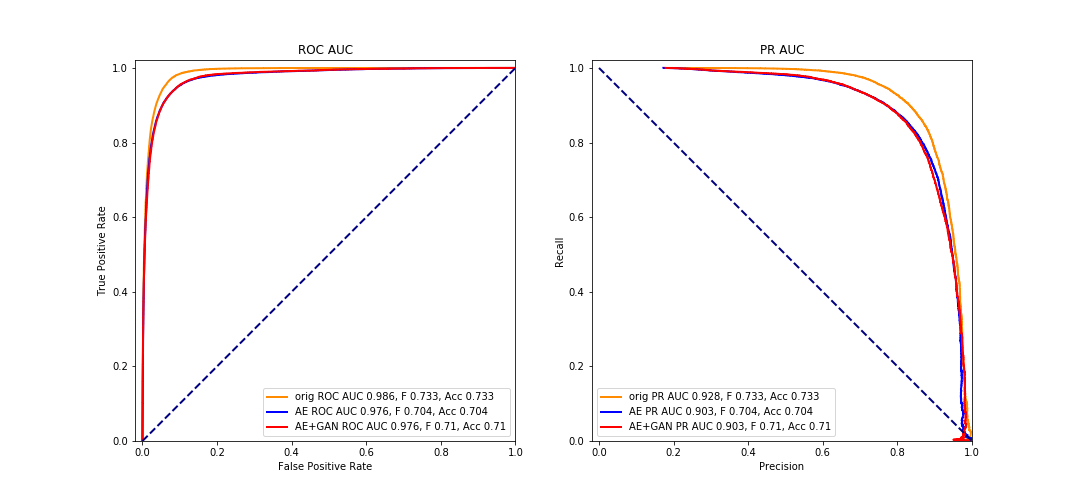 ROC AUC
True Positive Rate
1.0
0.8
0.6
0.4
0.2
0.0
0.0
0.2
0.4
0.6
0.8
1.0
False Positive Rate
orig ROC AUC 0.986, F 0.733, Acc 0.733
AE ROC AUC 0.976, F 0.704, Acc 0.704
AE+GAN ROC AUC 0.976, F 0.71, Acc 0.71
PR AUC
Recall
1.0
0.8
0.6
0.4
0.2
0.0
0.0
0.2
0.4
0.6
0.8
1.0
Precision
orig PR AUC 0.928, F 0.733, Acc 0.733
AE PR AUC 0.903, F 0.704, Acc 0.704
AE+GAN PR AUC 0.903, F 0.71, Acc 0.71